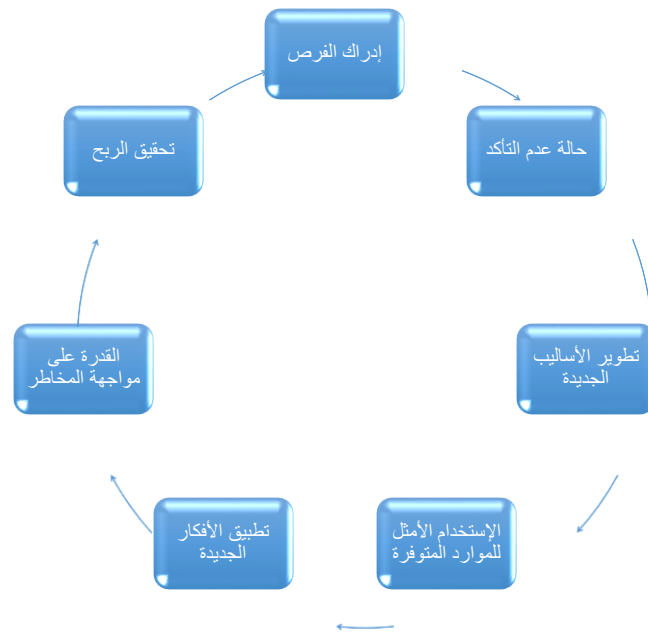 إدراك الفرص
حالة عدم التأكد
تطوير الأساليب
الجديدة
الإستخدام الأمثل
للموارد المتوفرة
تطبيق الأفكار
الجديدة
القدرة على
مواجهة المخاطر
تحقيق الربح